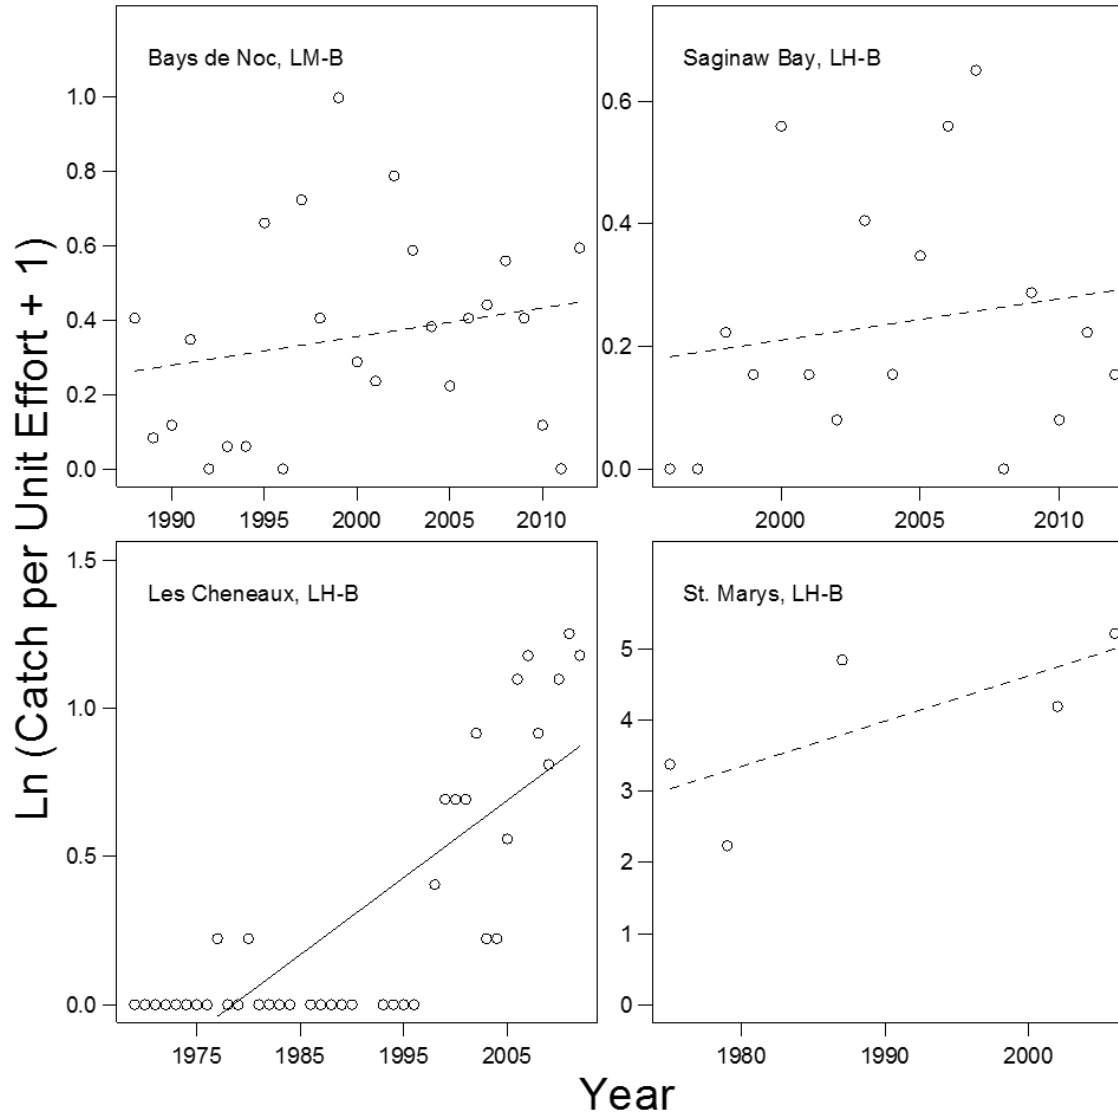 Ln (Catch per Unit Effort + 1)
Bays de Noc, LM-B
1.0
0.8
0.6
0.4
0.2
0.0
1990 1995 2000 2005 2010
Saginaw Bay, LH-B
0.6
0.4
0.2
0.0
2000 2005 2010
Les Cheneaux, LH-B
1.5
1.0
0.5
0.0
1975 1985 1995 2005
St. Marys, LH-B
5
4
3
2
1
0
1980 1990 2000
Year